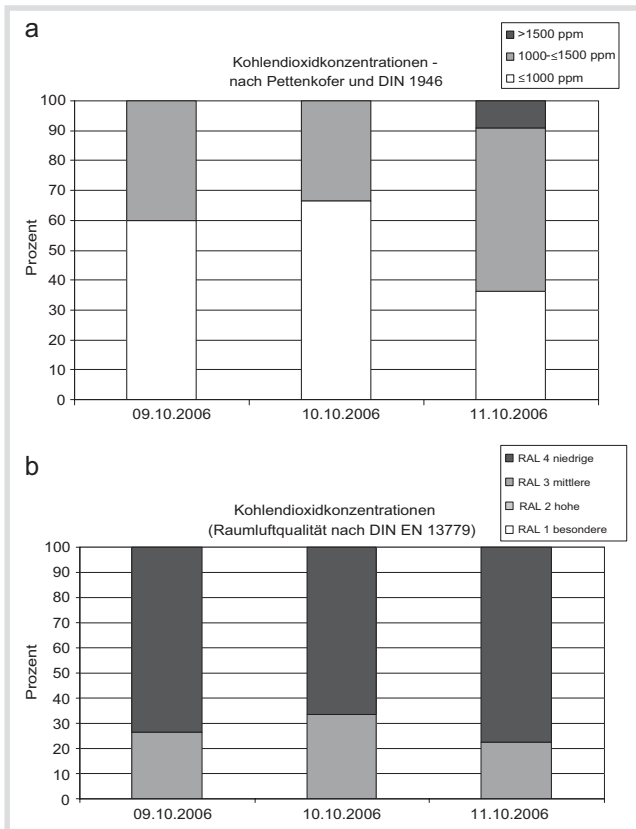 a
>1500 ppm
1000-≤1500 ppm
≤1000 ppm
Kohlendioxidkonzentrationen -
nach Pettenkofer und DIN 1946
100
90
80
70
60
50
40
30
20
10
0
Prozent
09.10.2006 10.10.2006 11.10.2006
b
RAL 4 niedrige
RAL 3 mittlere
RAL 2 hohe
RAL 1 besondere
Kohlendioxidkonzentrationen
(Raumluftqualität nach DIN EN 13779)
100
90
80
70
60
50
40
30
20
10
0
Prozent
09.10.2006 10.10.2006 11.10.2006